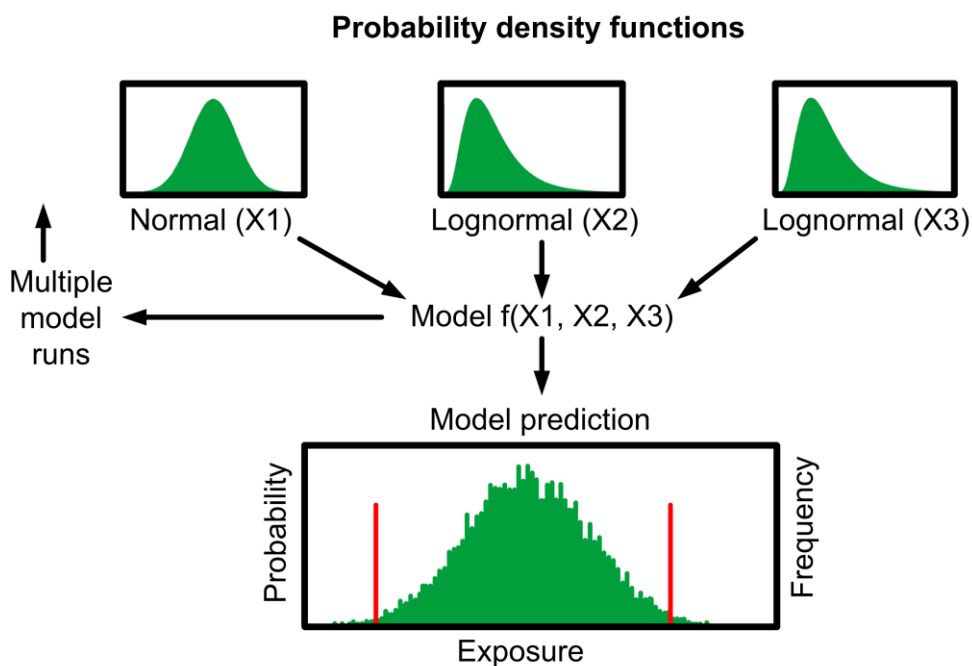 Probability density functions
Normal (X1)
Lognormal (X2)
Lognormal (X3)
Multiple
model
runs
Model f(X1, X2, X3)
Model prediction
Probability
Frequency
Exposure